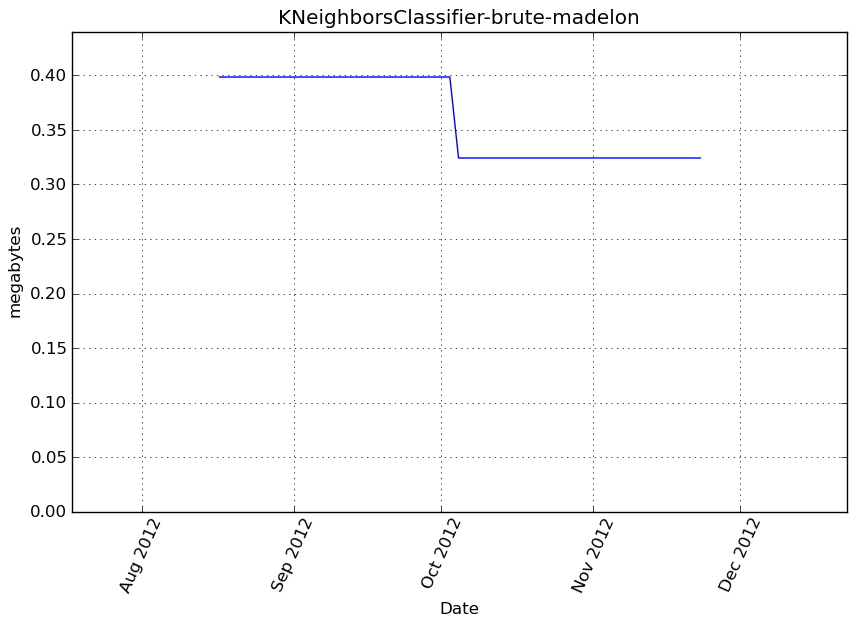 KNeighborsClassifier-brute-madelon
0.40
0.35
0.30
0.25
0.20
0.15
0.10
0.05
0.00
megabytes
Aug 2012
Sep 2012
Oct 2012
Nov 2012
Dec 2012
Date